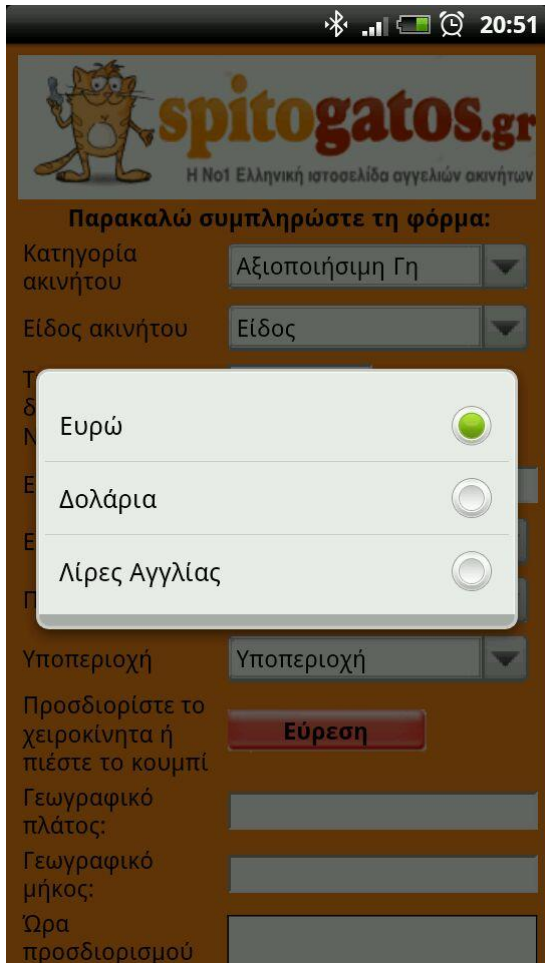 20:51
spitogatos.gr
Η Νο1 Ελληνική ιστοσελίδα αγγελιών ακινήτων
Παρακαλώ συμπληρώστε τη φόρμα:
Κατηγορία
ακινήτου
Αξιοποιήσιμη Γη
Είδος ακινήτου
Είδος
Ευρώ
Δολάρια
Λίρες Αγγλίας
Υποπεριοχή
Υποπεριοχή
Προσδιορίστε το
χειροκίνητα ή
πιέστε το κουμπί
Εύρεση
Γεωγραφικό
πλάτος:
Γεωγραφικό
μήκος:
Ώρα
προσδιορισμού